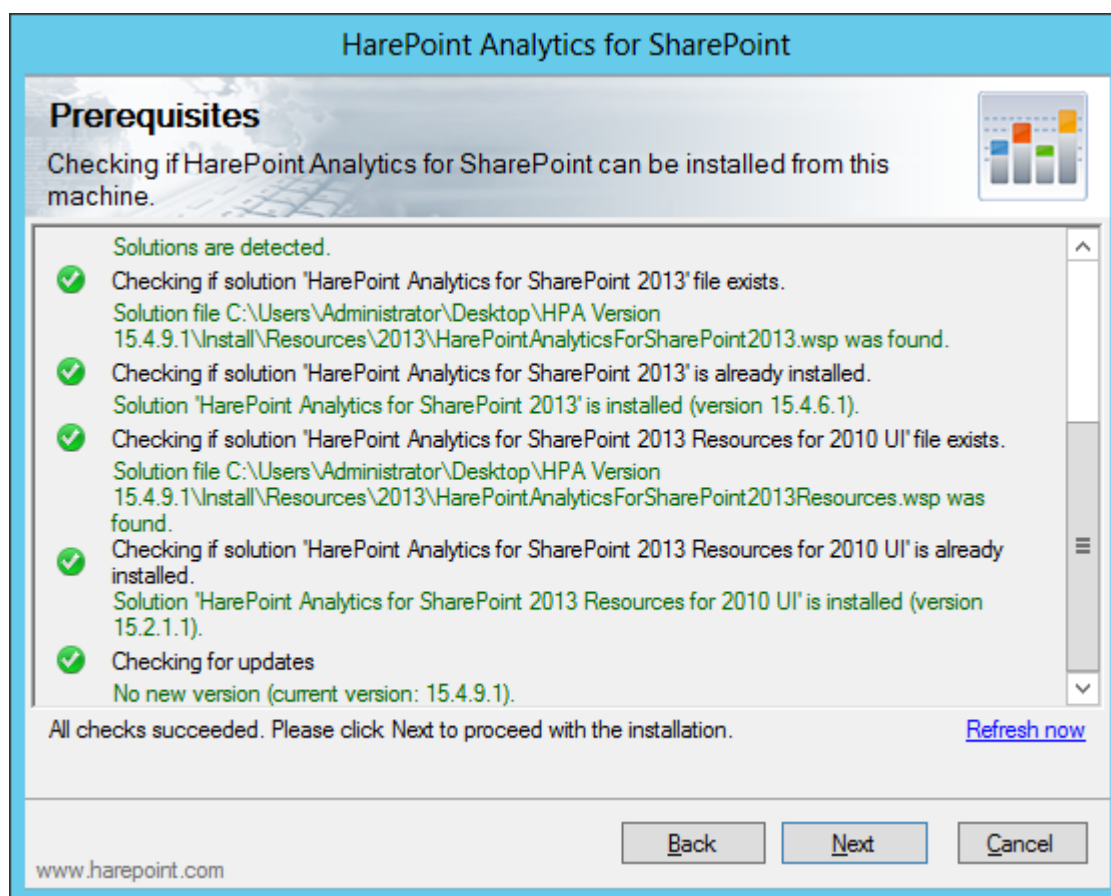 HarePoint Analytics for SharePoint
Prerequisites
Checking if HarePoint Analytics for SharePoint can be installed from this
machine.
Solutions are detected.
Checking if solution 'HarePoint Analytics for SharePoint 2013' file exists.
Solution file C:\Users\Administrator\Desktop\HPA Version
15.4.9.1\Install\Resources\2013\HarePointAnalyticsForSharePoint2013.wsp was found.
Checking if solution 'HarePoint Analytics for SharePoint 2013' is already installed.
Solution 'HarePoint Analytics for SharePoint 2013' is installed (version 15.4.6.1).
Checking if solution 'HarePoint Analytics for SharePoint 2013 Resources for 2010 UI' file exists.
Solution file C:\Users\Administrator\Desktop\HPA Version
15.4.9.1\Install\Resources\2013\HarePointAnalyticsForSharePoint2013Resources.wsp was
found.
Checking if solution 'HarePoint Analytics for SharePoint 2013 Resources for 2010 UI' is already
installed.
Solution 'HarePoint Analytics for SharePoint 2013 Resources for 2010 UI' is installed (version
15.2.1.1).
Checking for updates
No new version (current version: 15.4.9.1).
All checks succeeded. Please click Next to proceed with the installation.
Refresh now
Back
Next
Cancel
www.harepoint.com